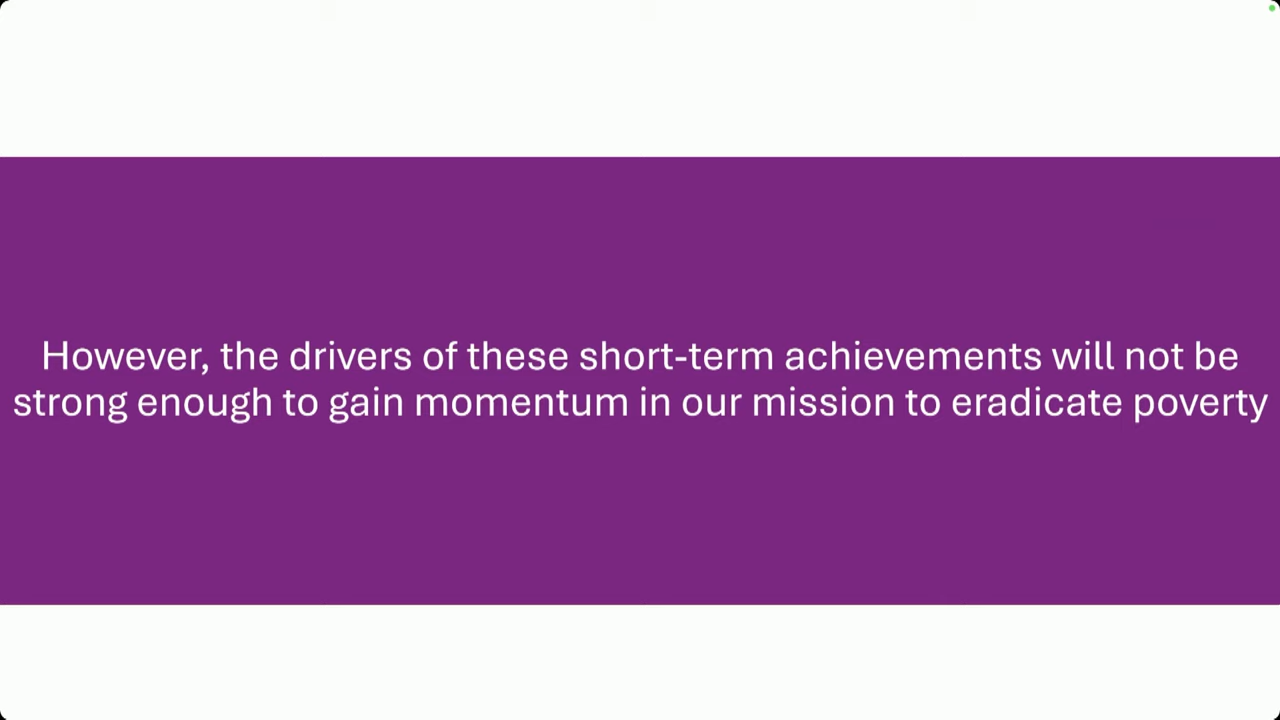 However, the drivers of these short-term achievements will not be
strong enough to gain momentum in our mission to eradicate poverty